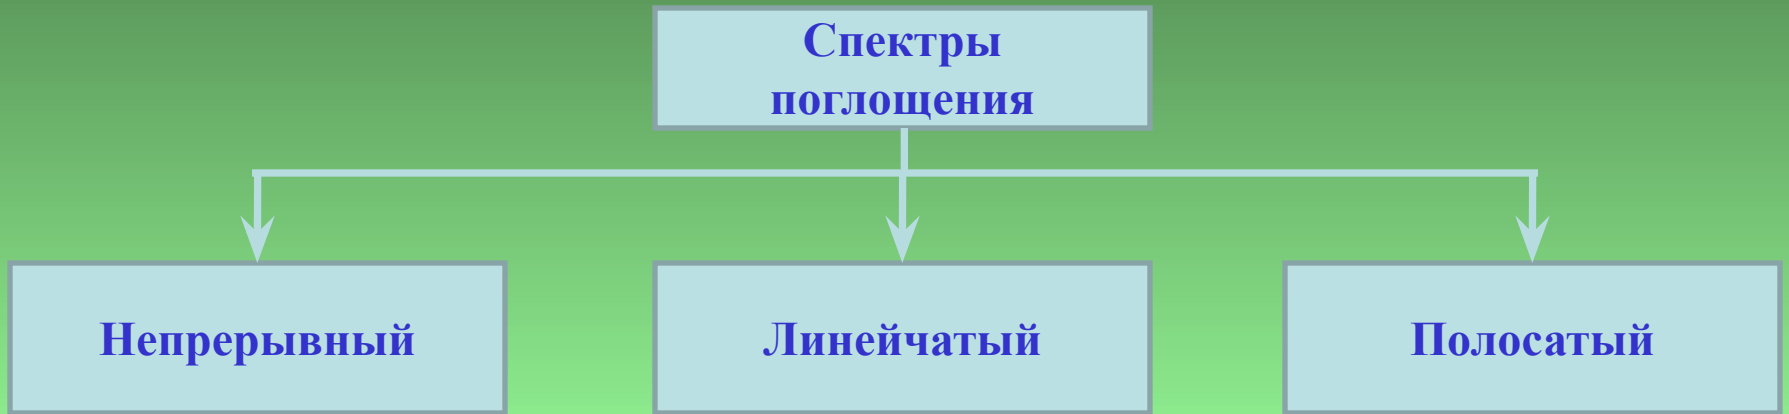 Спектры
поглощения
Непрерывный
Линейчатый
Полосатый